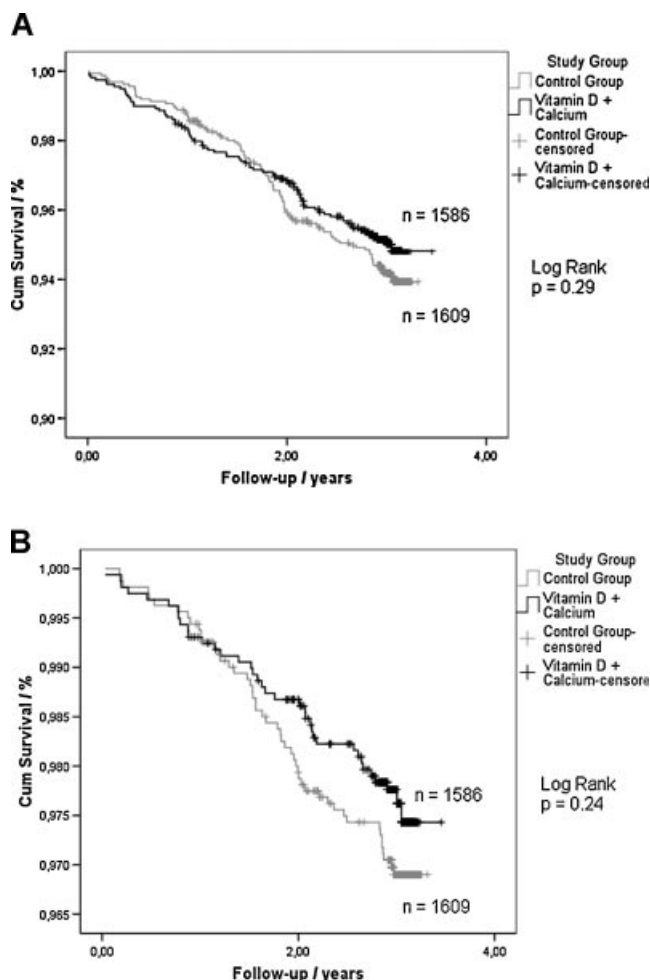 A
1,00
0,98
0,96
0,94
0,92
0,90
Cum Survival / %
0,00
2,00
4,00
Follow-up / years
n = 1586
n = 1609
Study Group
Control Group
Vitamin D +
Calcium
Control Group-
censored
Vitamin D +
Calcium-censored
Log Rank
p = 0.29
B
1,000
0,995
0,990
0,985
0,980
0,975
0,970
0,965
Cum Survival / %
0,00
2,00
4,00
Follow-up / years
n = 1586
n = 1609
Study Group
Control Group
Vitamin D +
Calcium
Control Group-
censored
Vitamin D +
Calcium-censored
Log Rank
p = 0.24